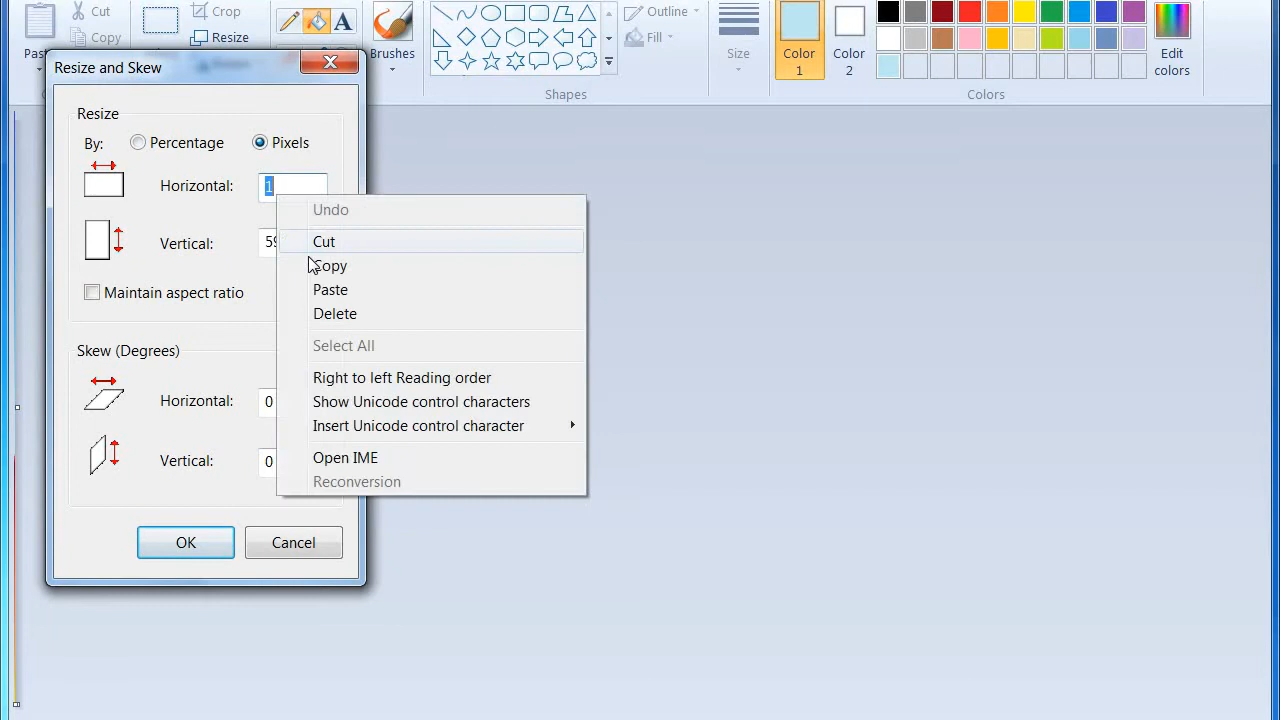 Cut
Copy
Crop
Resize
Brushes
Outline
Fill
Shapes
Size
Color 1
Color 2
Edit colors
Colors
Resize and Skew
Resize
By:
Percentage
Pixels
Horizontal:
1
Vertical:
Maintain aspect ratio
Skew (Degrees)
Horizontal:
0
Vertical:
0
OK
Cancel
Undo
Cut
Copy
Paste
Delete
Select All
Right to left Reading order
Show Unicode control characters
Insert Unicode control character
Open IME
Reconversion